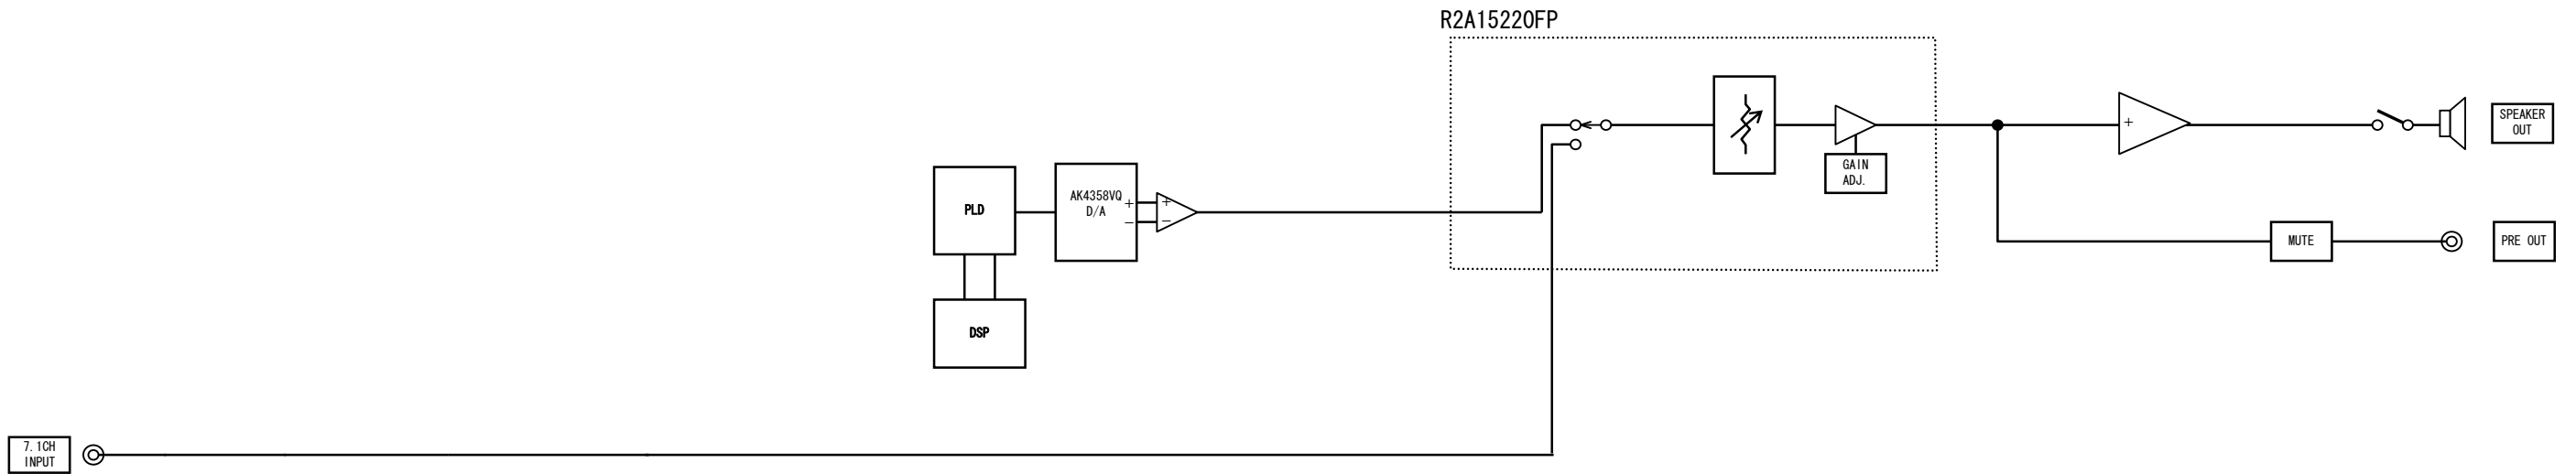 R2A15220FP
SPEAKER
OUT
+
GAIN
ADJ.
PLD
AK4358VQ
D/A
+
−
+
−
MUTE
PRE OUT
DSP
7.1CH
INPUT